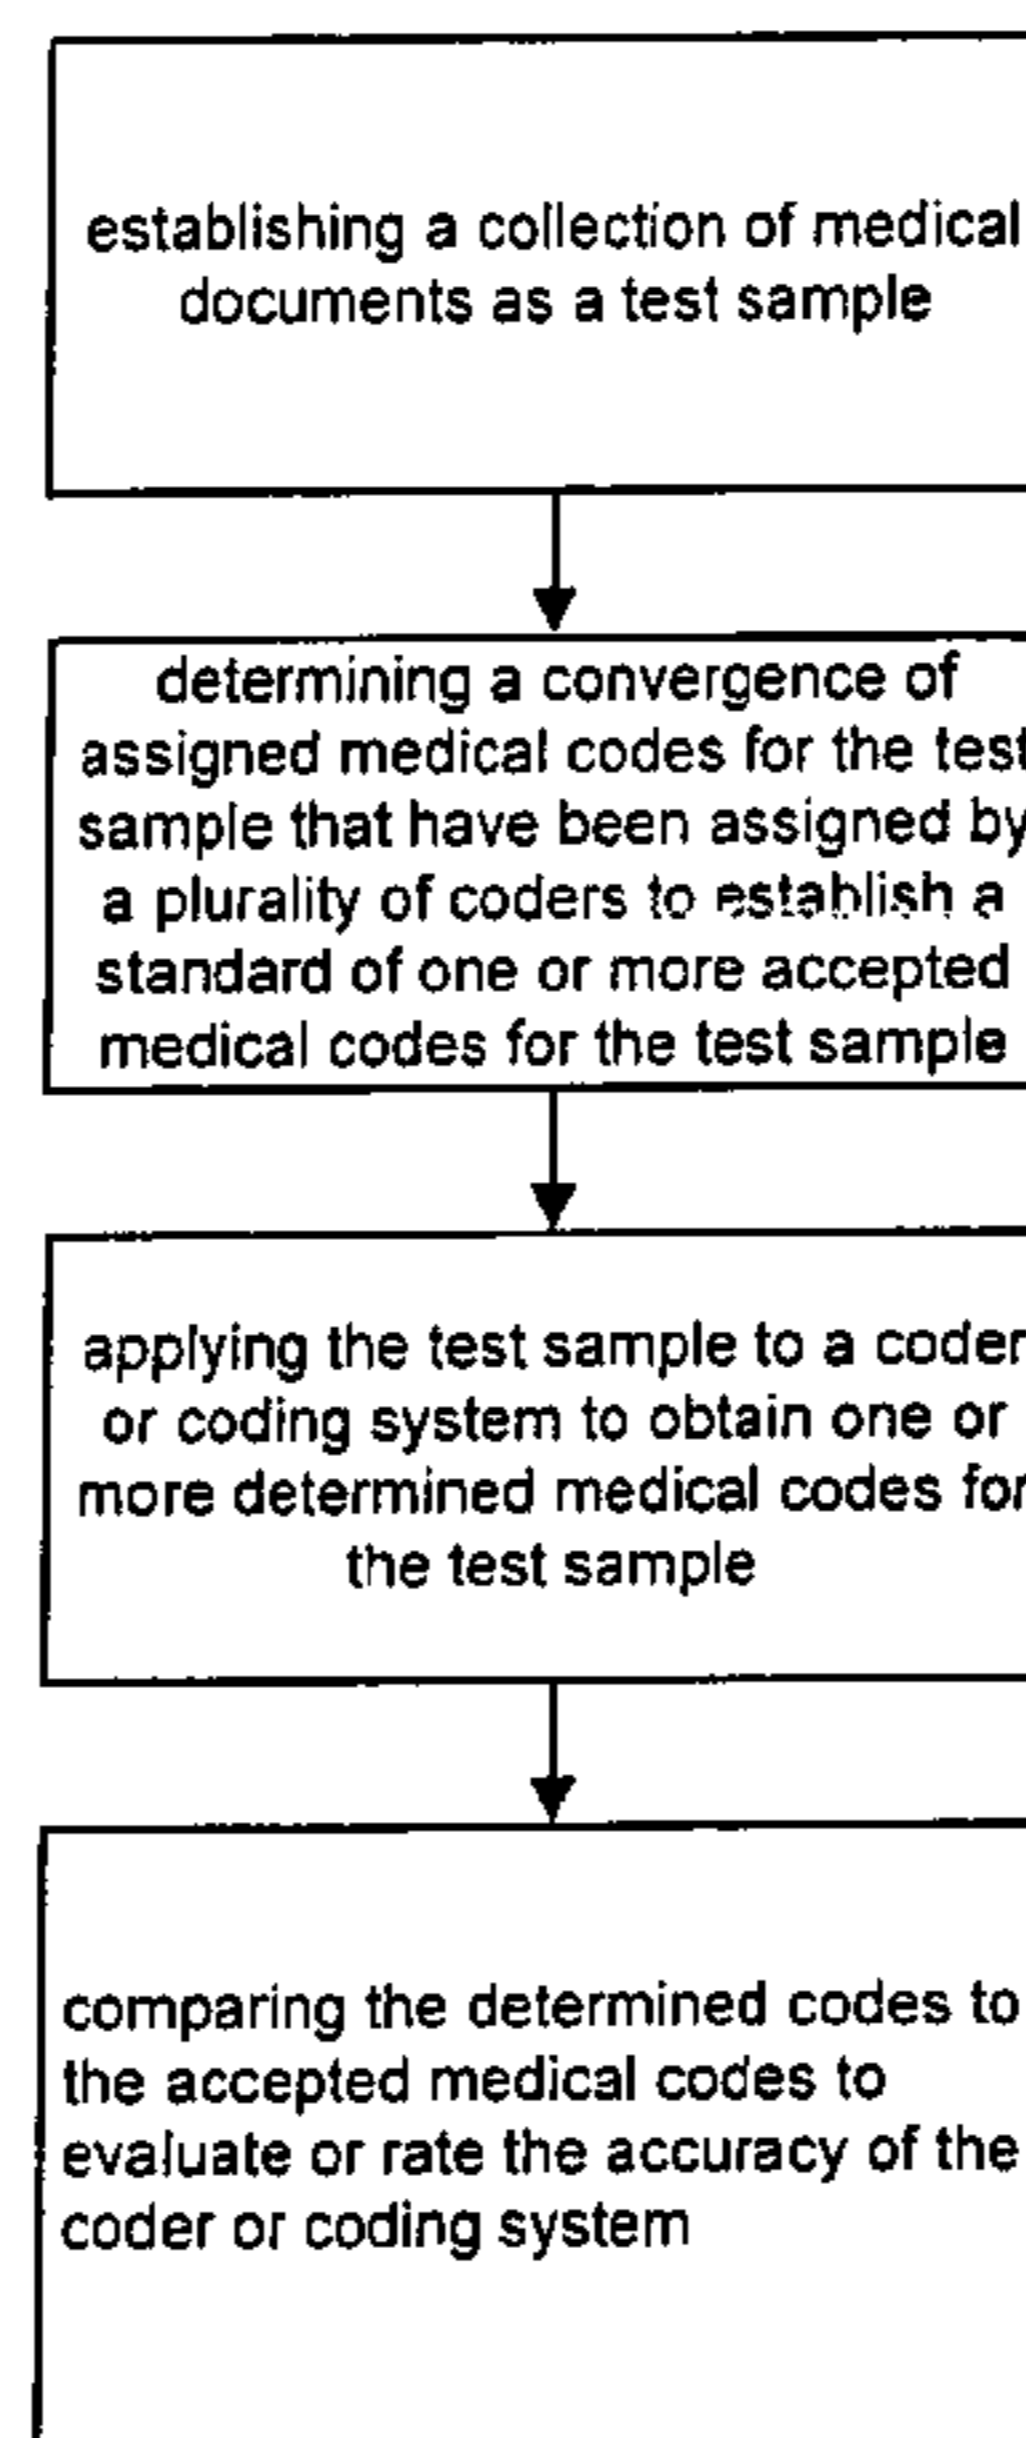 establishing a collection of medical
documents as a test sample
determining a convergence of
assigned medical codes for the test
sample that have been assigned by
a plurality of coders to establish a
standard of one or more accepted
medical codes for the test sample
applying the test sample to a coder
or coding system to obtain one or
more determined medical codes for
the test sample
comparing the determined codes to
the accepted medical codes to
evaluate or rate the accuracy of the
coder or coding system